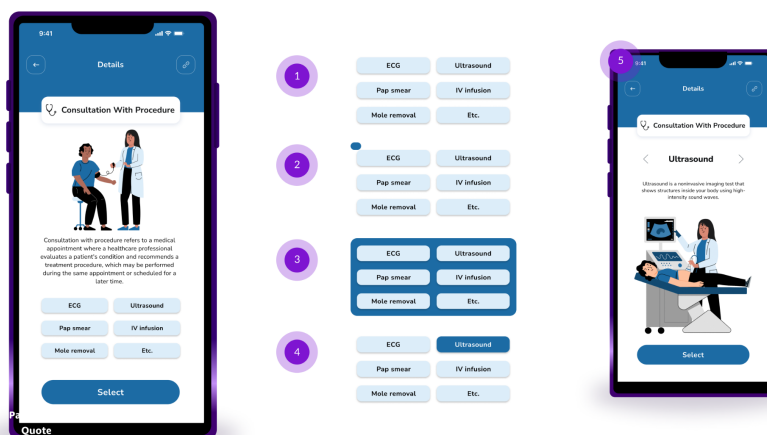 9:41
Details
Consultation With Procedure
Consultation with procedure refers to a medical
appointment where a healthcare professional
evaluates a patient's condition and recommends a
treatment procedure, which may be performed
during the same appointment or scheduled for a
later time.
ECG Ultrasound
Pap smear IV infusion
Mole removal Etc.
Select
Quote
1
ECG Ultrasound
Pap smear IV infusion
Mole removal Etc.
2
ECG Ultrasound
Pap smear IV infusion
Mole removal Etc.
3
ECG Ultrasound
Pap smear IV infusion
Mole removal Etc.
4
ECG Ultrasound
Pap smear IV infusion
Mole removal Etc.
5
9:41
Details
Consultation With Procedure
Ultrasound
Ultrasound is a noninvasive imaging test that
shows structures inside your body using high-
intensity sound waves.
Select